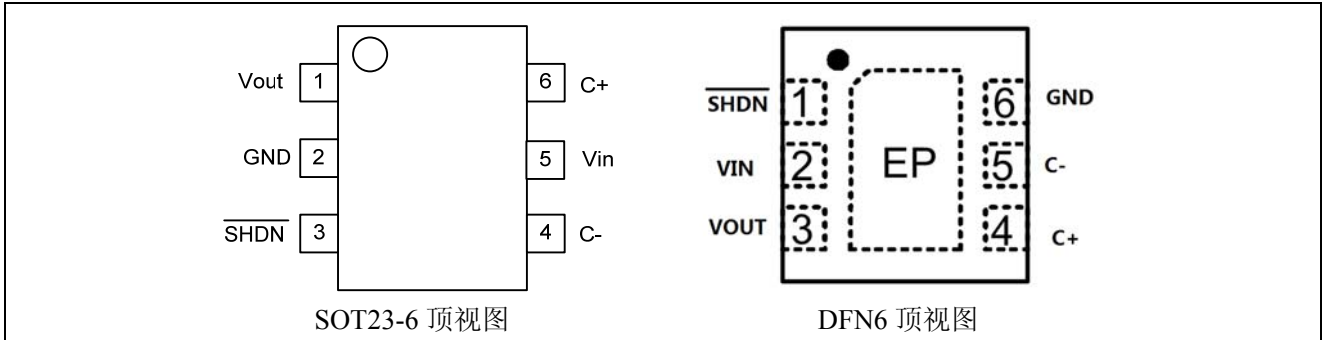 Vout 1
GND 2
SHDN 3
6 C+
5 Vin
4 C-
SOT23-6 顶视图
SHDN 1
VIN 2
VOUT 3
EP
6 GND
5 C-
4 C+
DFN6 顶视图